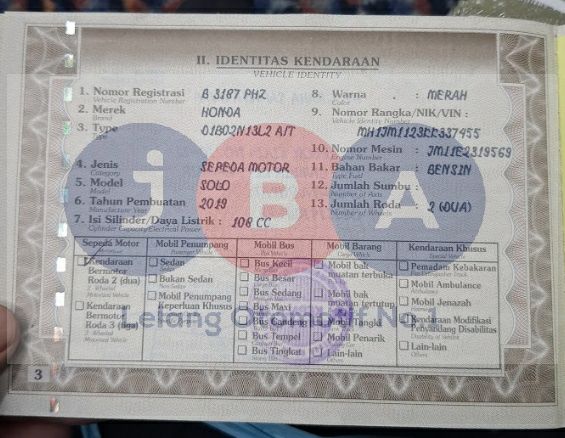 II. IDENTITAS KENDARAAN
VEHICLE IDENTITY
1. Nomor Registrasi B 3187 PHZ
Vehicle Registration Number
2. Merek HONDA
Brand
3. Type 01B02N13L2 A/T
4. Jenis SEPEDA MOTOR
Category
5. Model SOLO
Model
6. Tahun Pembuatan 2019
Manufacture Year
7. Isi Silinder/Daya Listrik : 108 CC
Cylinder Capacity Electrical Power
8. Warna : MERAH
Color
9. Nomor Rangka/NIK/VIN :
Vehicle Identity Number
10. Nomor Mesin : JM11E2319569
Engine Number
11. Bahan Bakar : BENSIN
Type Fuel
12. Jumlah Sumbu :
Number of Axles
13. Jumlah Roda : 2 (DUA)
Number of Wheels
iBA
Lelang Otomotif No.1
Sepeda Motor
Kendaraan
Bermotor
Roda 2 (dua)
Kendaraan
Bermotor
Roda 3 (tiga)
Mobil Penumpang
Sedan
Bukan Sedan
Mobil Penumpang
Keperluan Khusus
Mobil Bus
Bus Kecil
Bus Besar
Bus Sedang
Bus Maxi
Bus Gandeng
Bus Tempel
Bus Tingkat
Mobil Barang
Mobil bak
muatan terbuka
Mobil bak
muatan tertutup
Mobil Tangki
Mobil Penarik
Lain-lain
Kendaraan Khusus
Pemadam Kebakaran
Mobil Ambulance
Mobil Jenazah
Kendaraan Modifikasi
Penyandang Disabilitas
Lain-lain
3